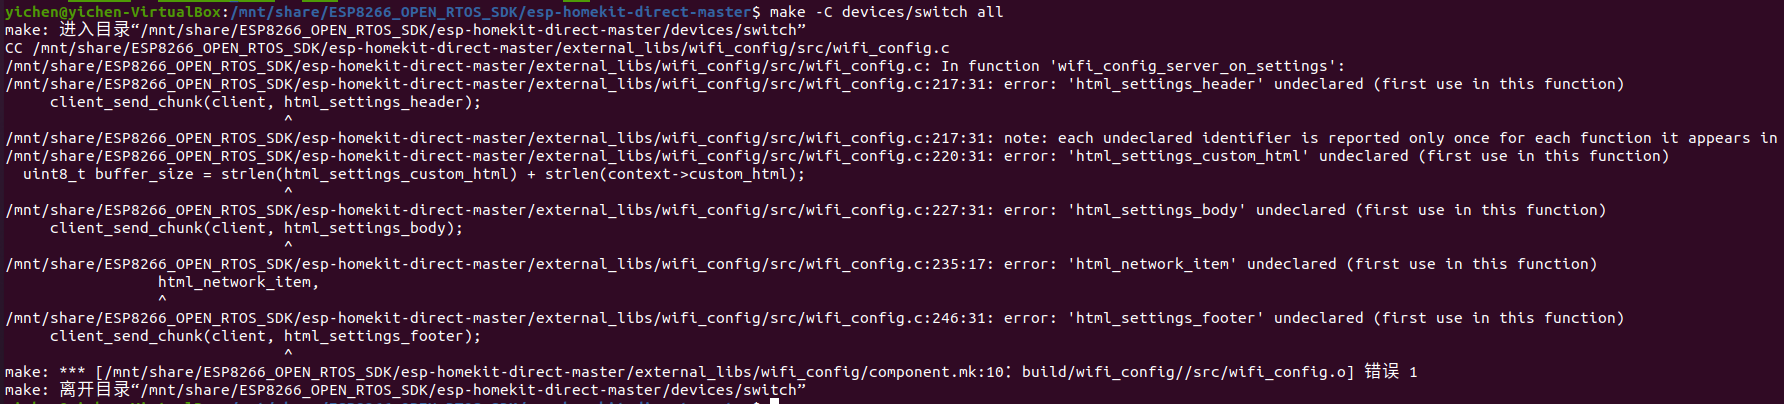 yichen@yichen-VirtualBox:/mnt/share/ESP8266_OPEN_RTOS_SDK/esp-homekit-direct-master$ make -C devices/switch all
make: 进入目录“/mnt/share/ESP8266_OPEN_RTOS_SDK/esp-homekit-direct-master/devices/switch”
CC /mnt/share/ESP8266_OPEN_RTOS_SDK/esp-homekit-direct-master/external_libs/wifi_config/src/wifi_config.c
/mnt/share/ESP8266_OPEN_RTOS_SDK/esp-homekit-direct-master/external_libs/wifi_config/src/wifi_config.c: In function 'wifi_config_server_on_settings':
/mnt/share/ESP8266_OPEN_RTOS_SDK/esp-homekit-direct-master/external_libs/wifi_config/src/wifi_config.c:217:31: error: 'html_settings_header' undeclared (first use in this function)
     client_send_chunk(client, html_settings_header);
                               ^
/mnt/share/ESP8266_OPEN_RTOS_SDK/esp-homekit-direct-master/external_libs/wifi_config/src/wifi_config.c:217:31: note: each undeclared identifier is reported only once for each function it appears in
/mnt/share/ESP8266_OPEN_RTOS_SDK/esp-homekit-direct-master/external_libs/wifi_config/src/wifi_config.c:220:31: error: 'html_settings_custom_html' undeclared (first use in this function)
  uint8_t buffer_size = strlen(html_settings_custom_html) + strlen(context->custom_html);
                               ^
/mnt/share/ESP8266_OPEN_RTOS_SDK/esp-homekit-direct-master/external_libs/wifi_config/src/wifi_config.c:227:31: error: 'html_settings_body' undeclared (first use in this function)
     client_send_chunk(client, html_settings_body);
                               ^
/mnt/share/ESP8266_OPEN_RTOS_SDK/esp-homekit-direct-master/external_libs/wifi_config/src/wifi_config.c:235:17: error: 'html_network_item' undeclared (first use in this function)
                 html_network_item,
                 ^
/mnt/share/ESP8266_OPEN_RTOS_SDK/esp-homekit-direct-master/external_libs/wifi_config/src/wifi_config.c:246:31: error: 'html_settings_footer' undeclared (first use in this function)
     client_send_chunk(client, html_settings_footer);
                               ^
make: *** [/mnt/share/ESP8266_OPEN_RTOS_SDK/esp-homekit-direct-master/external_libs/wifi_config/component.mk:10：build/wifi_config//src/wifi_config.o] 错误 1
make: 离开目录“/mnt/share/ESP8266_OPEN_RTOS_SDK/esp-homekit-direct-master/devices/switch”